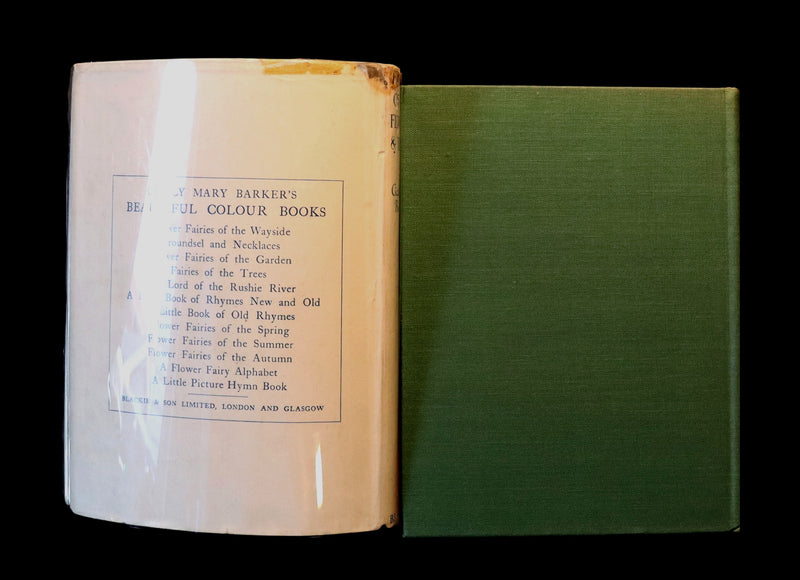 MARY BARKER'S
COLOUR BOOKS
Fairies of the Wayside
and Necklaces
Fairies of the Garden
Fairies of the Trees
Lord of the Rushie River
A Book of Rhymes New and Old
Little Book of Old Rhymes
Flower Fairies of the Spring
Flower Fairies of the Summer
Flower Fairies of the Autumn
A Flower Fairy Alphabet
A Little Picture Hymn Book
BLACKIE & SON LIMITED, LONDON AND GLASGOW